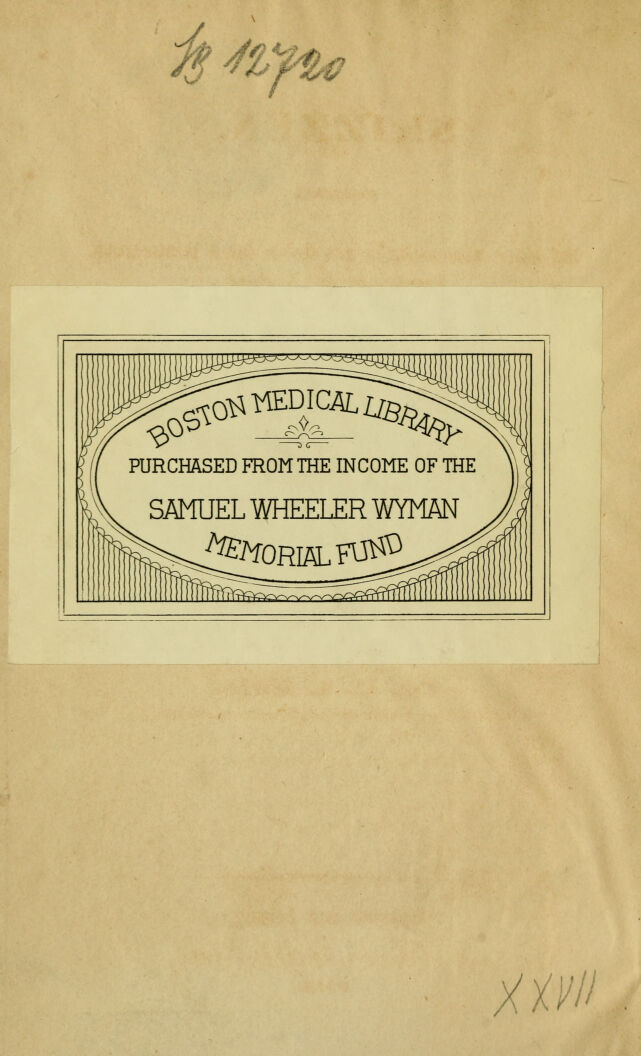 12720
BOSTON MEDICAL LIBRARY
PURCHASED FROM THE INCOME OF THE
SAMUEL WHEELER WYMAN
MEMORIAL FUND
XXVII